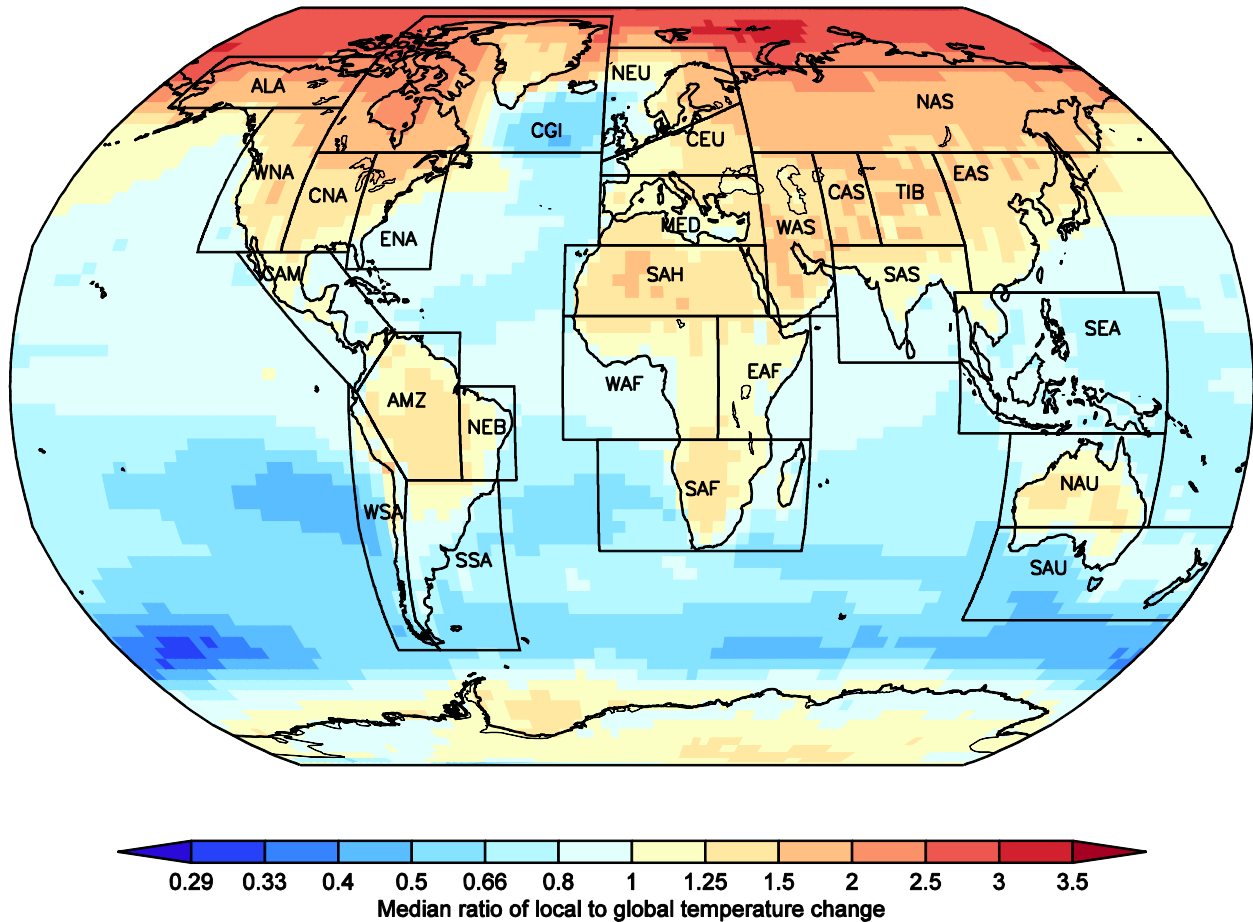 NEU
ALA
NAS
CGI
CEU
WNA
CNA
CAS
TIB
EAS
MED
WAS
ENA
CAM
SAH
SAS
SEA
WAF
EAF
AMZ
NEB
NAU
SAF
WSA
SSA
SAU
0.29 0.33 0.4 0.5 0.66 0.8 1 1.25 1.5 2 2.5 3 3.5
Median ratio of local to global temperature change